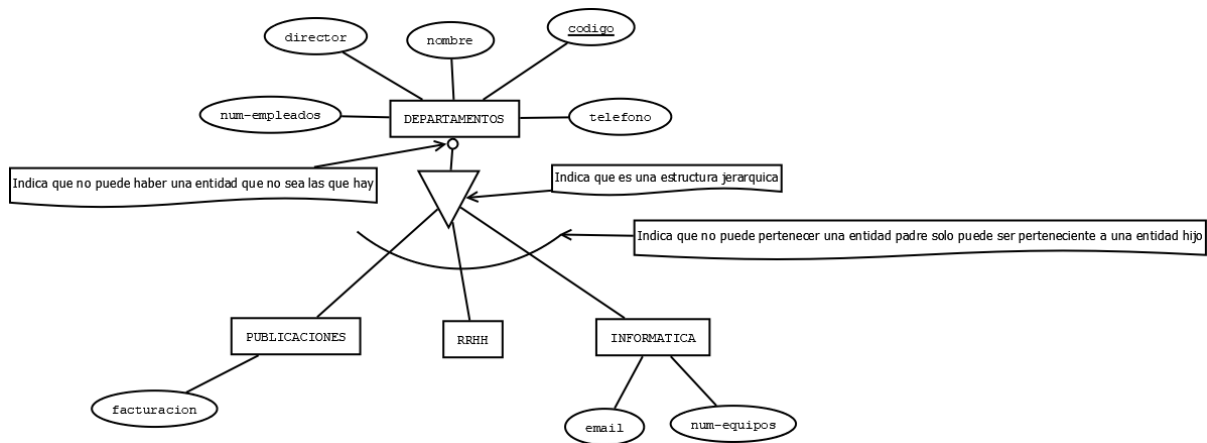 codigo
director
nombre
num-empleados
DEPARTAMENTOS
telefono
Indica que no puede haber una entidad que no sea las que hay
Indica que es una estructura jerarquica
Indica que no puede pertenecer una entidad padre solo puede ser perteneciente a una entidad hijo
PUBLICACIONES
RRHH
INFORMATICA
facturacion
email
num-equipos